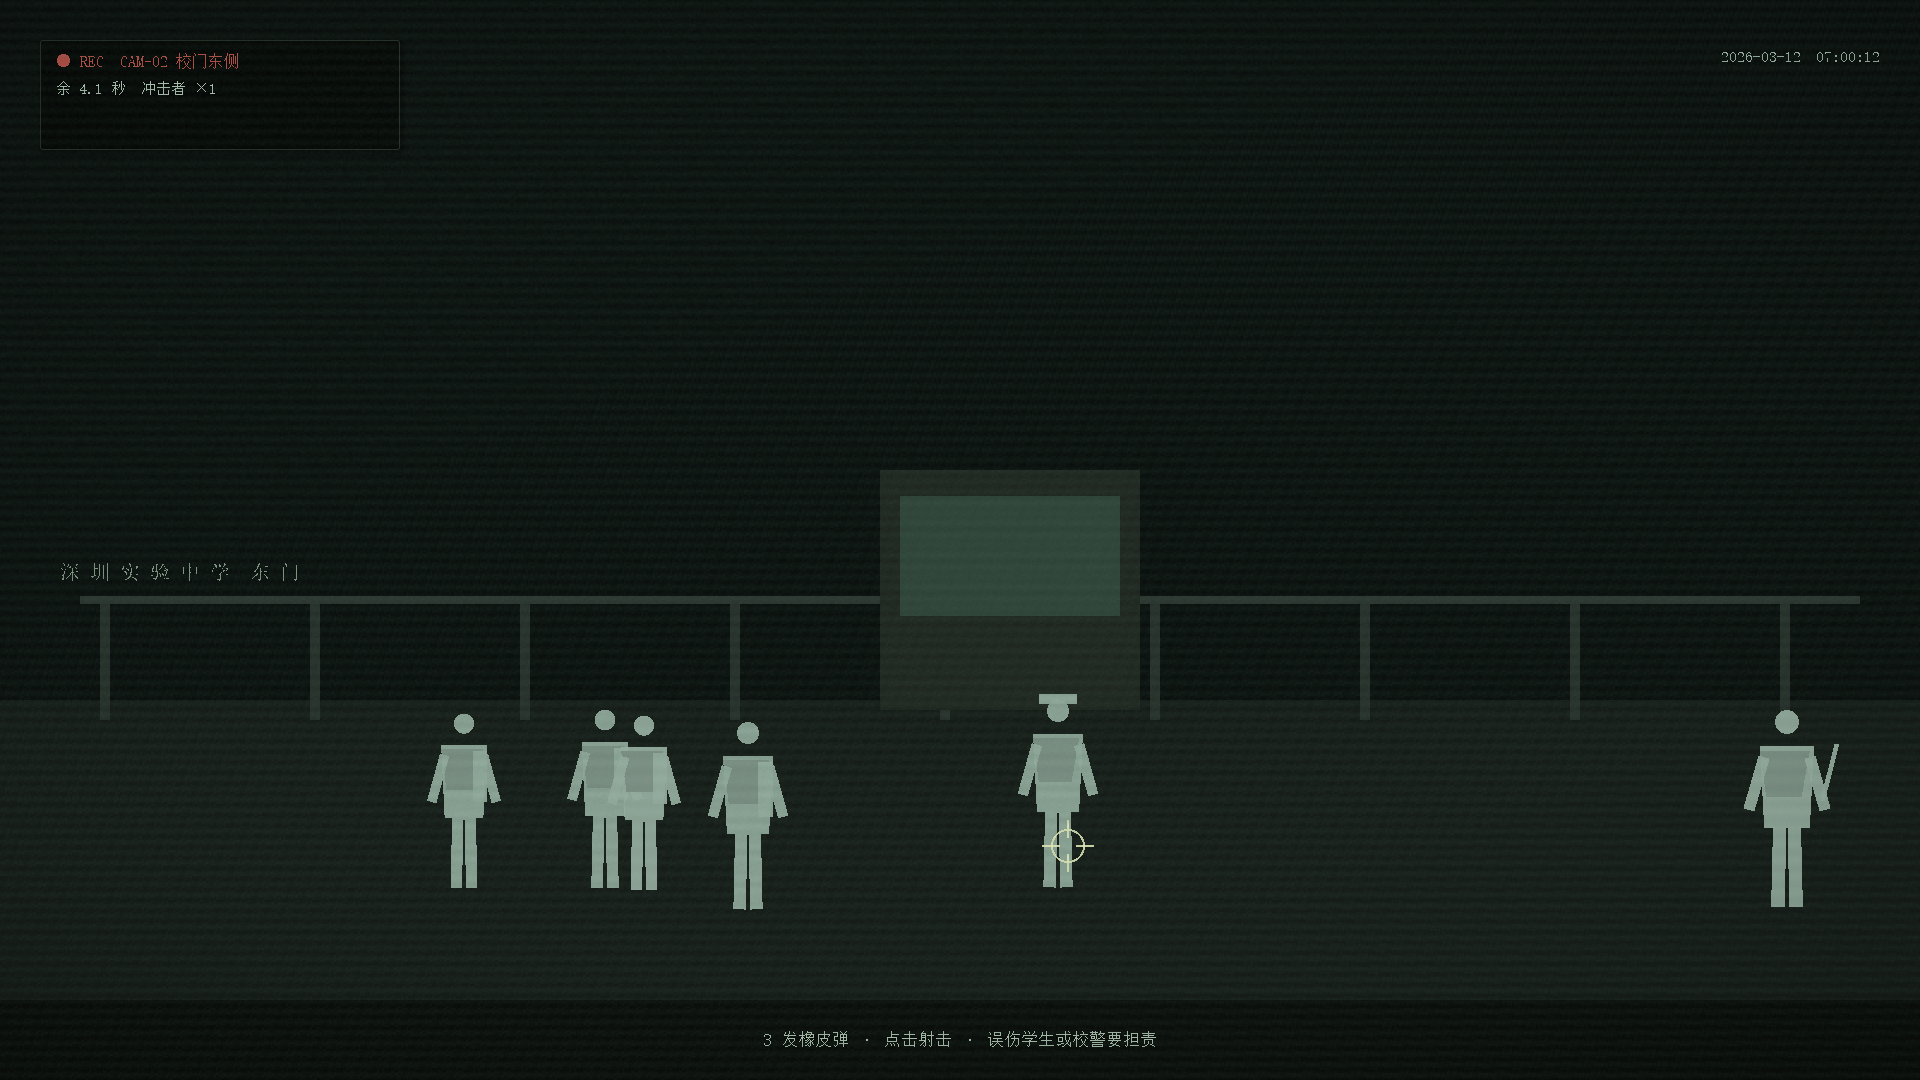 REC CAM-02 校门东侧
2026-03-12 07:00:12
余 4.1 秒 冲击者 ×1
深圳实验中学 东门
3 发橡皮弹 · 点击射击 · 误伤学生或校警要担责